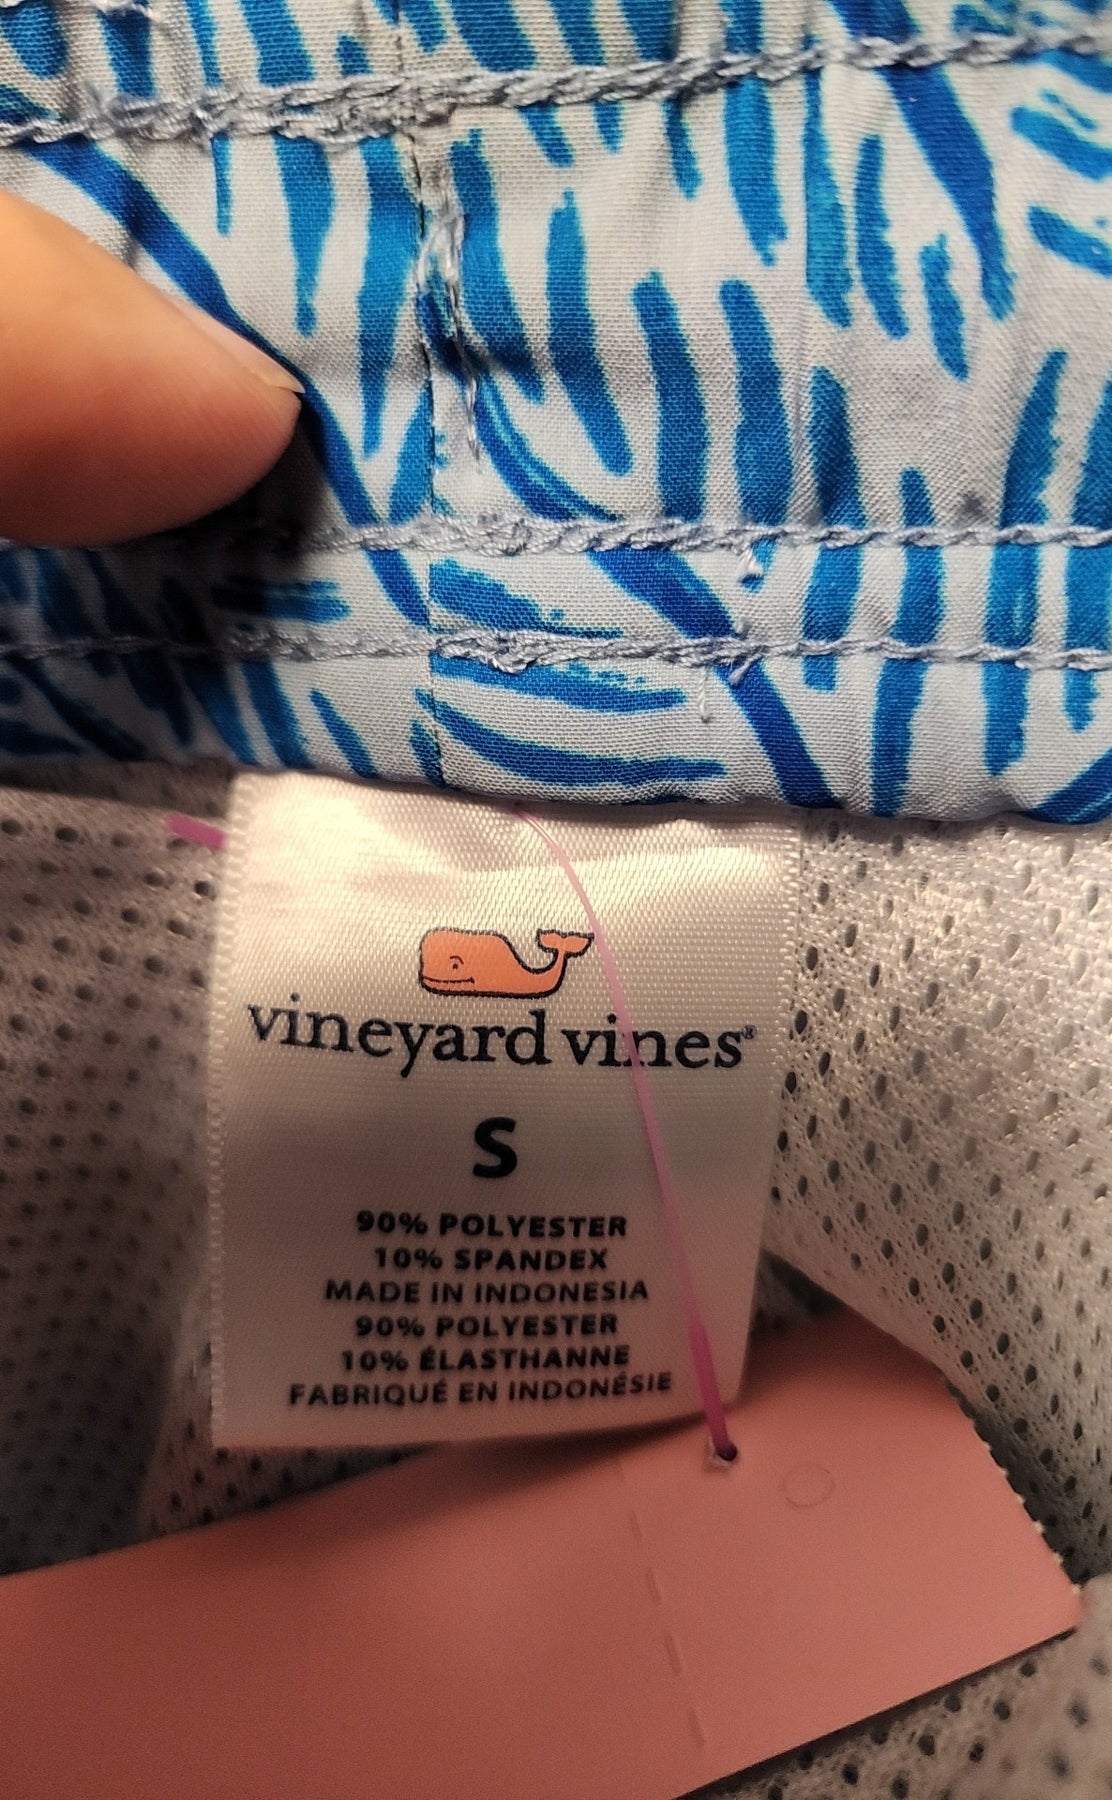 vineyard vines®
S
90% POLYESTER
10% SPANDEX
MADE IN INDONESIA
90% POLYESTER
10% ÉLASTHANNE
FABRIQUÉ EN INDONÉSIE